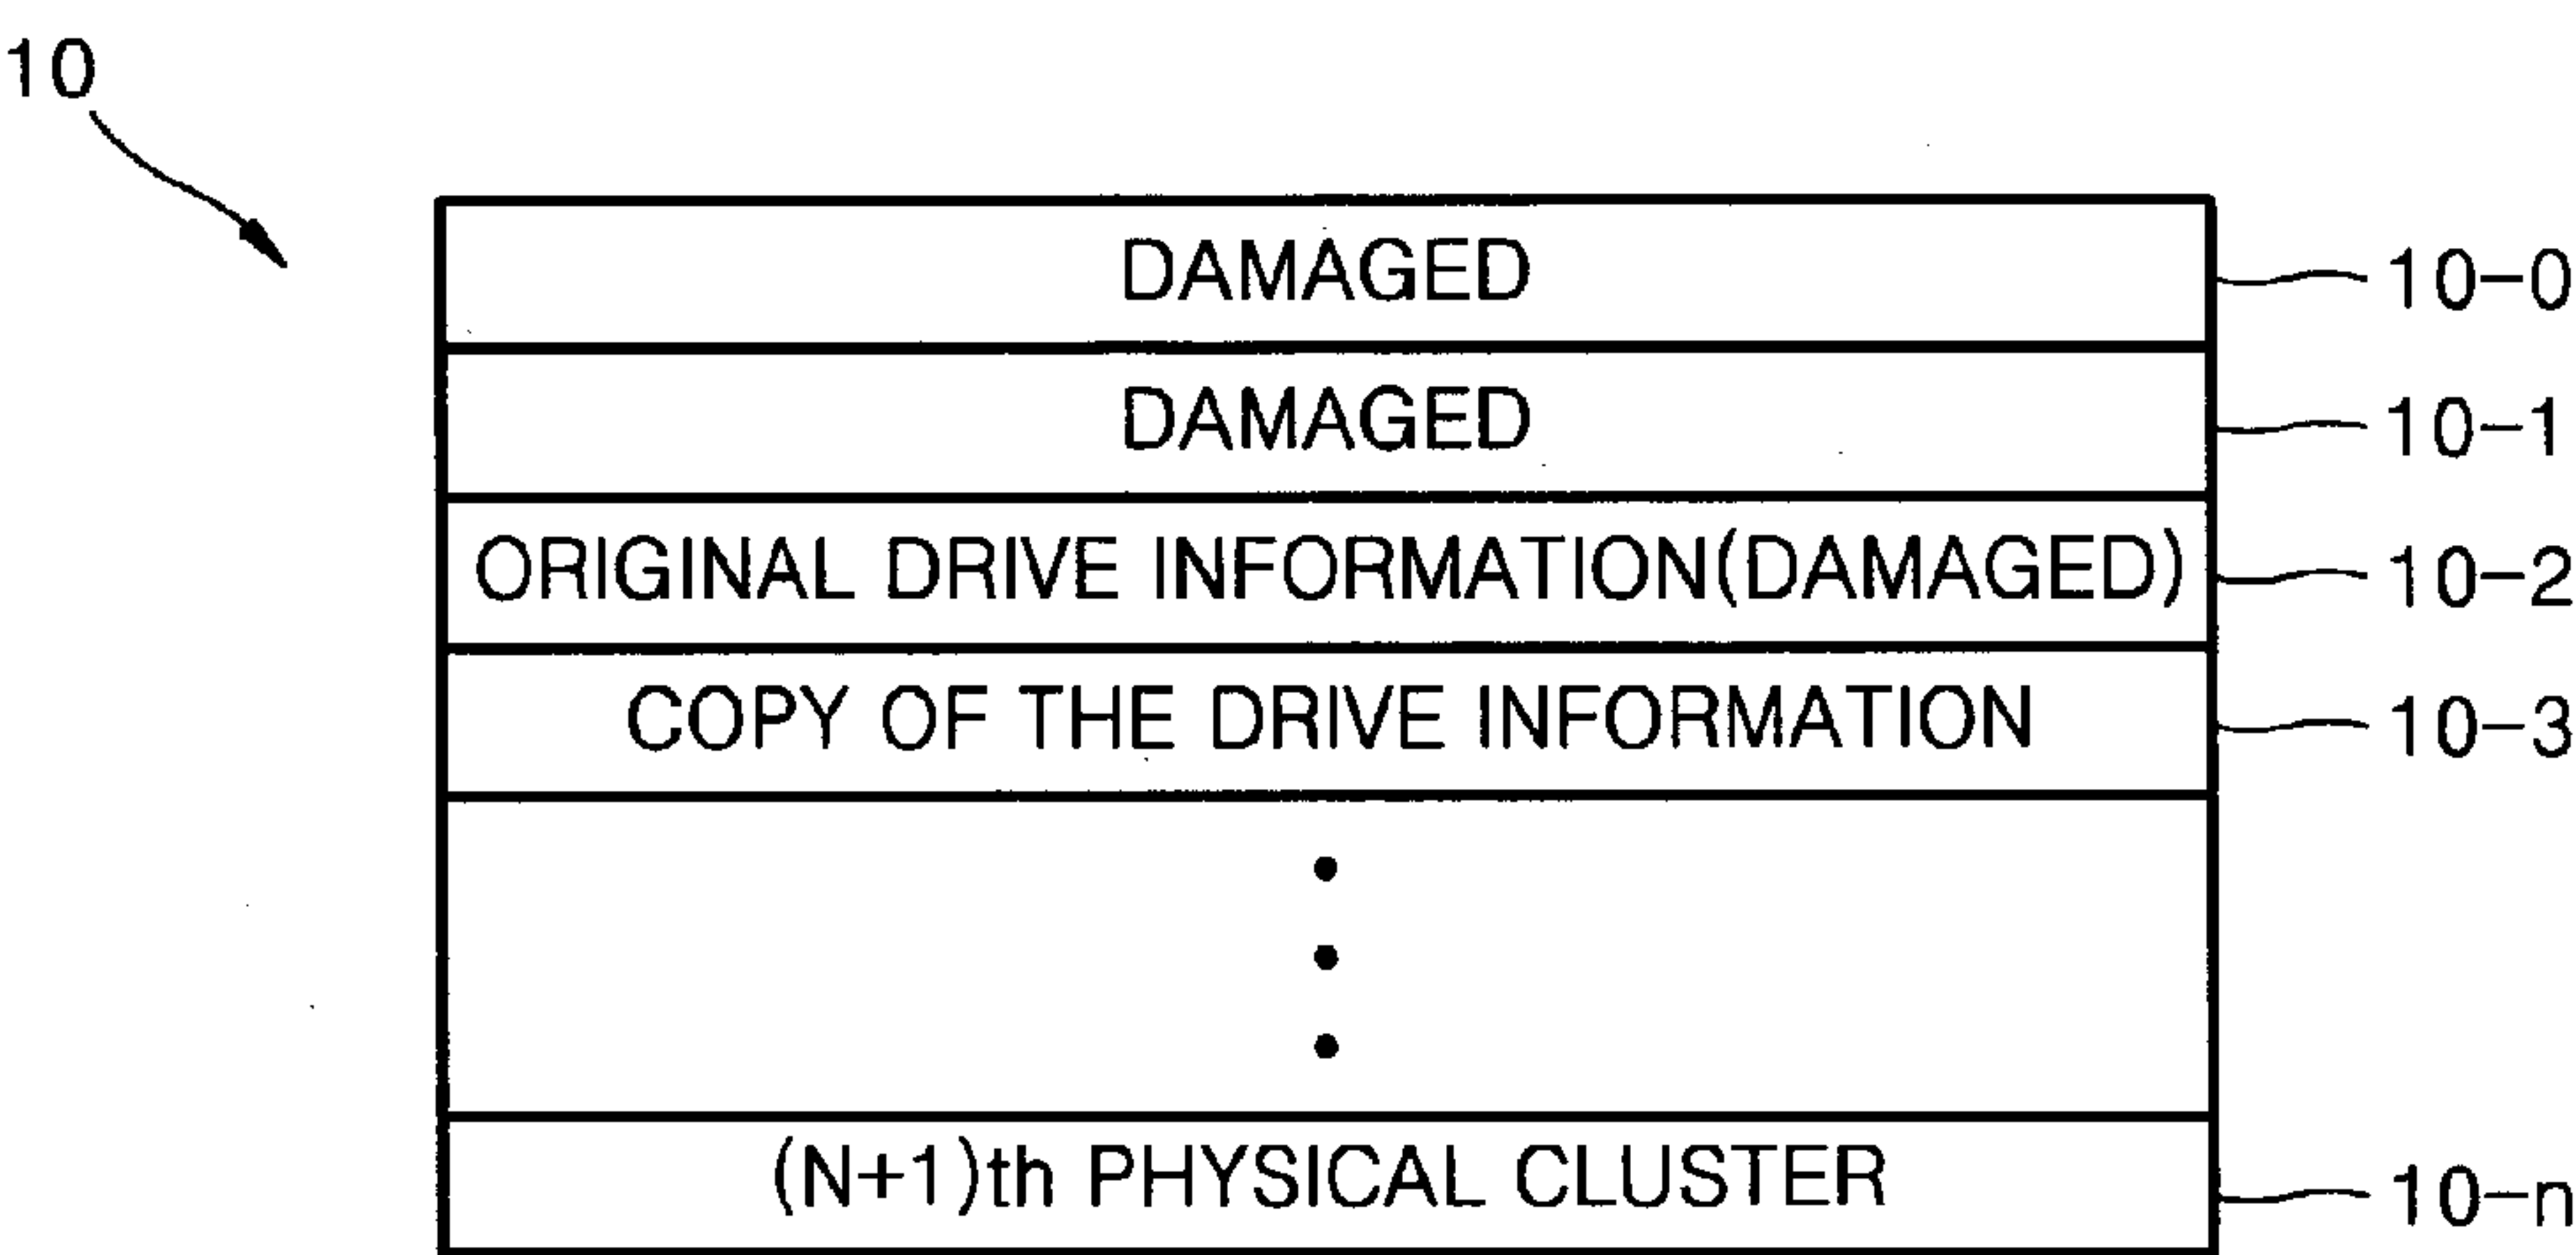 10
DAMAGED 10-0
DAMAGED 10-1
ORIGINAL DRIVE INFORMATION(DAMAGED) 10-2
COPY OF THE DRIVE INFORMATION 10-3
(N+1)th PHYSICAL CLUSTER 10-n